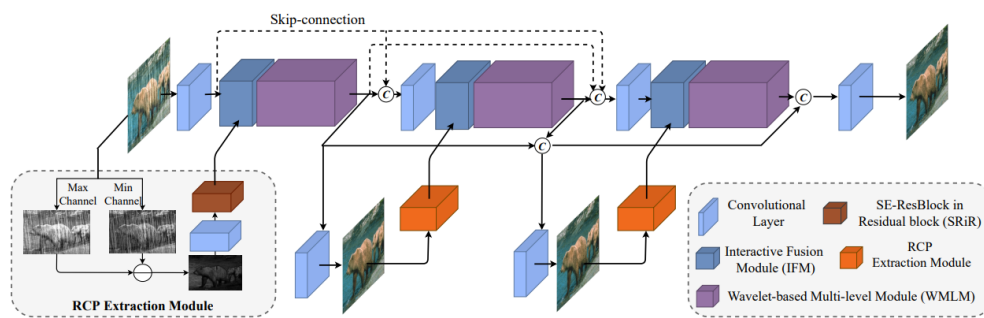 Skip-connection
C
C
C
C
Max
Channel
Min
Channel
RCP Extraction Module
Convolutional
Layer
SE-ResBlock in
Residual block (SRiR)
Interactive Fusion
Module (IFM)
RCP
Extraction Module
Wavelet-based Multi-level Module (WMLM)